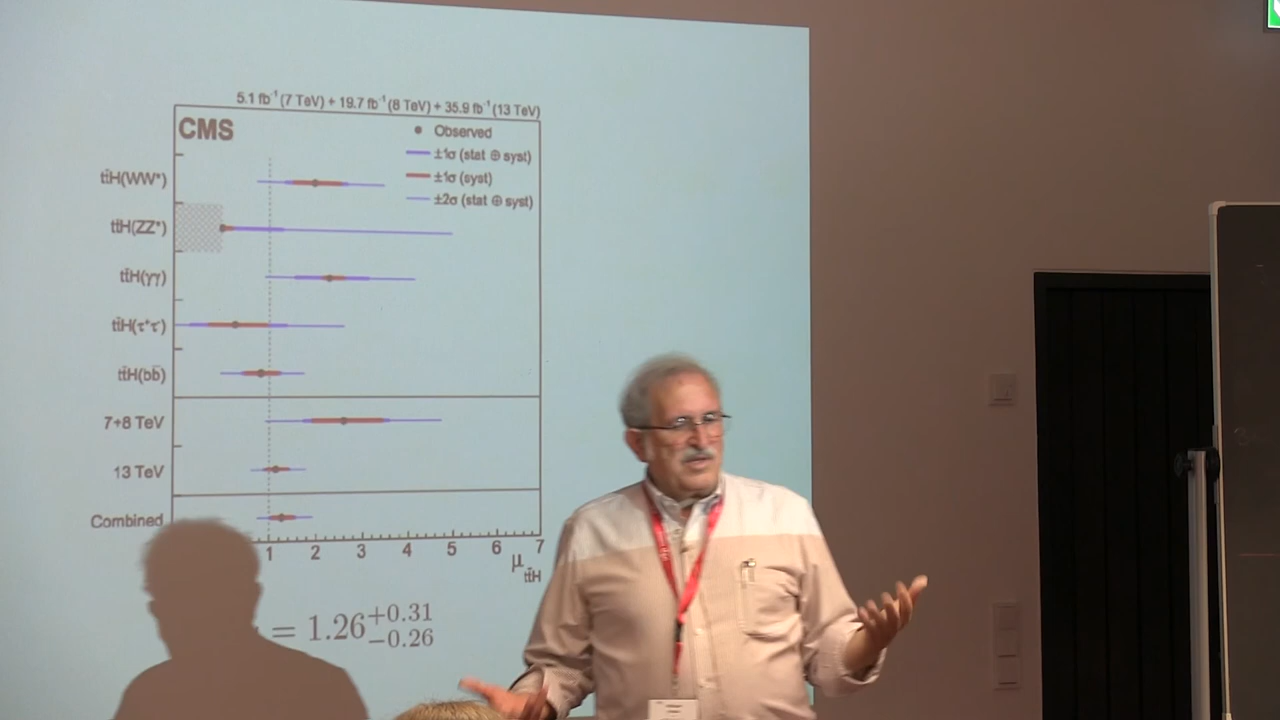 5.1 fb⁻¹ (7 TeV) + 19.7 fb⁻¹ (8 TeV) + 35.9 fb⁻¹ (13 TeV)
CMS
Observed
±1σ (stat ⊕ syst)
±1σ (syst)
±2σ (stat ⊕ syst)
tt̄H(WW*)
tt̄H(ZZ*)
tt̄H(γγ)
tt̄H(τ⁺τ⁻)
tt̄H(bb̄)
7+8 TeV
13 TeV
Combined
1 2 3 4 5 6 7
μ tt̄H
= 1.26 +0.31 −0.26